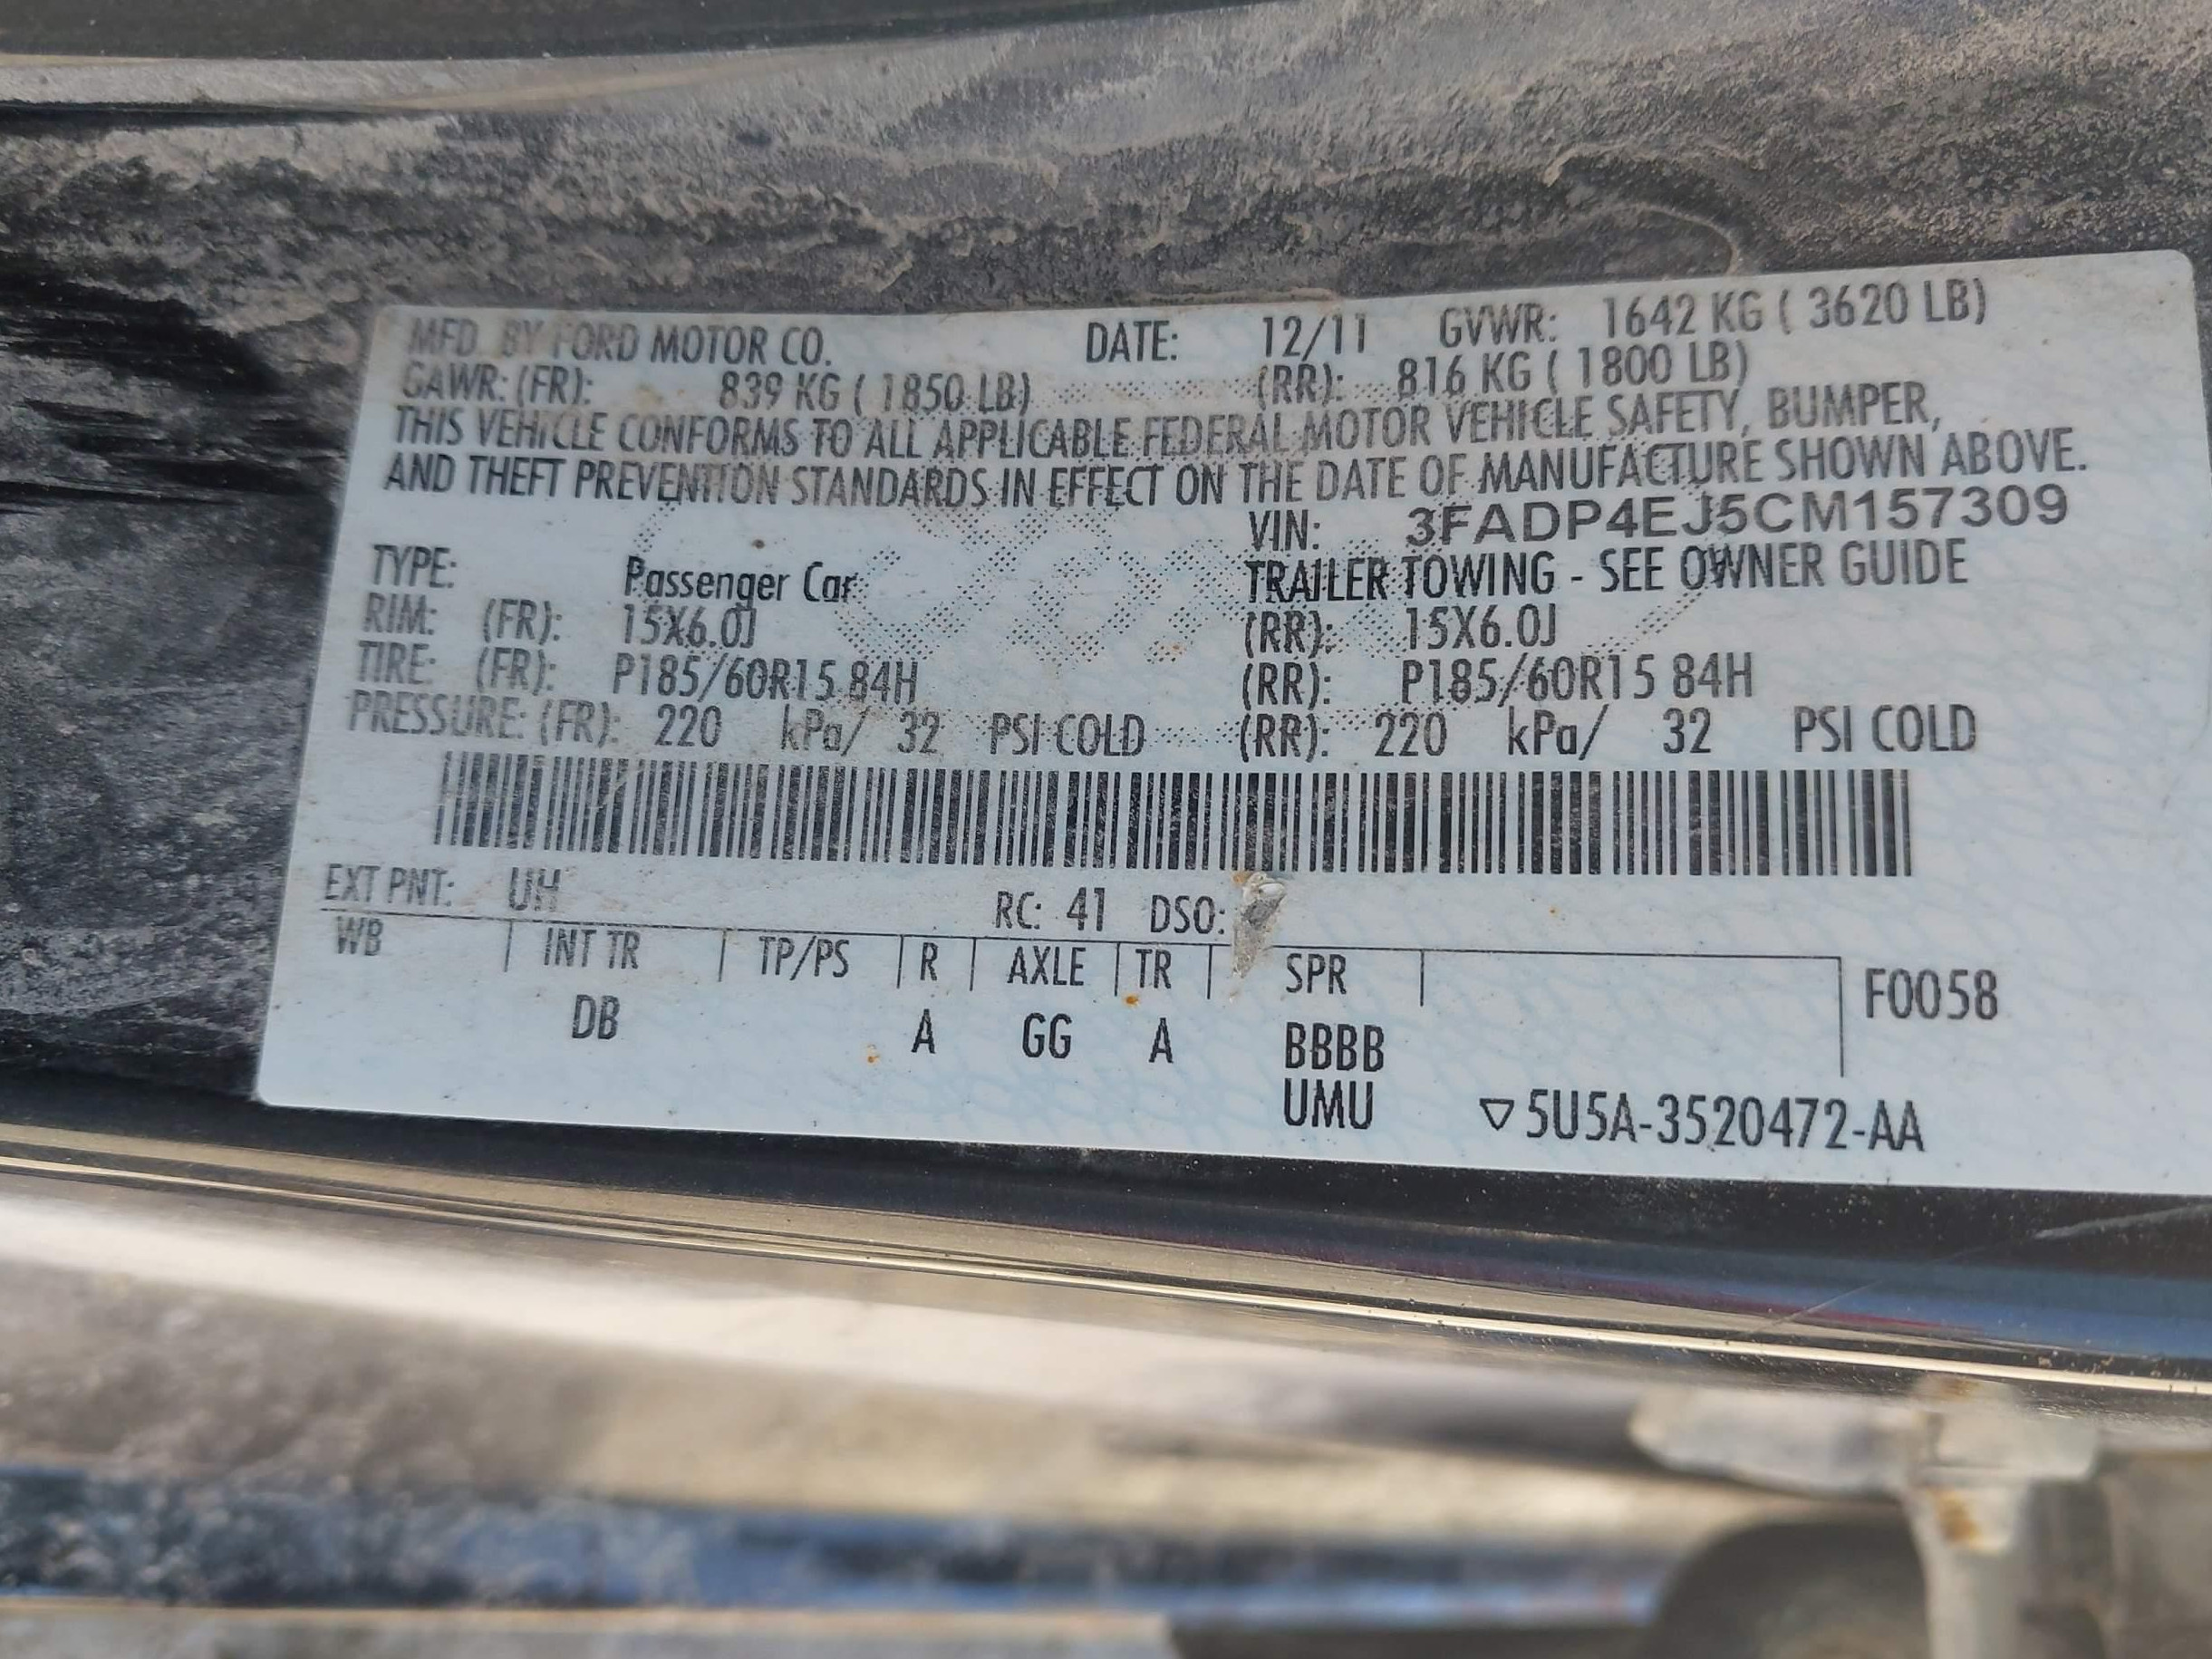 MFD. BY FORD MOTOR CO. DATE: 12/11 GVWR: 1642 KG ( 3620 LB)
GAWR: (FR): 839 KG ( 1850 LB) (RR): 816 KG ( 1800 LB)
THIS VEHICLE CONFORMS TO ALL APPLICABLE FEDERAL MOTOR VEHICLE SAFETY, BUMPER,
AND THEFT PREVENTION STANDARDS IN EFFECT ON THE DATE OF MANUFACTURE SHOWN ABOVE.
VIN: 3FADP4EJ5CM157309
TYPE: Passenger Car TRAILER TOWING - SEE OWNER GUIDE
RIM: (FR): 15X6.0J (RR): 15X6.0J
TIRE: (FR): P185/60R15 84H (RR): P185/60R15 84H
PRESSURE: (FR): 220 kPa/ 32 PSI COLD (RR): 220 kPa/ 32 PSI COLD
EXT PNT: UH RC: 41 DSO:
WB INT TR TP/PS R AXLE TR SPR F0058
DB A GG A BBBB
UMU ▽5U5A-3520472-AA